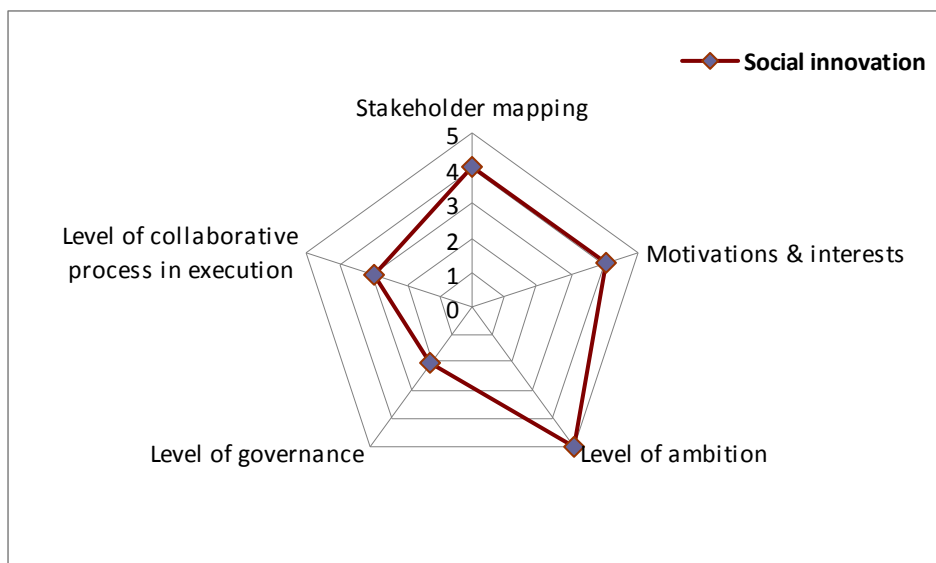 Social innovation
Stakeholder mapping
5
4
3
2
1
0
Motivations & interests
Level of ambition
Level of governance
Level of collaborative
process in execution